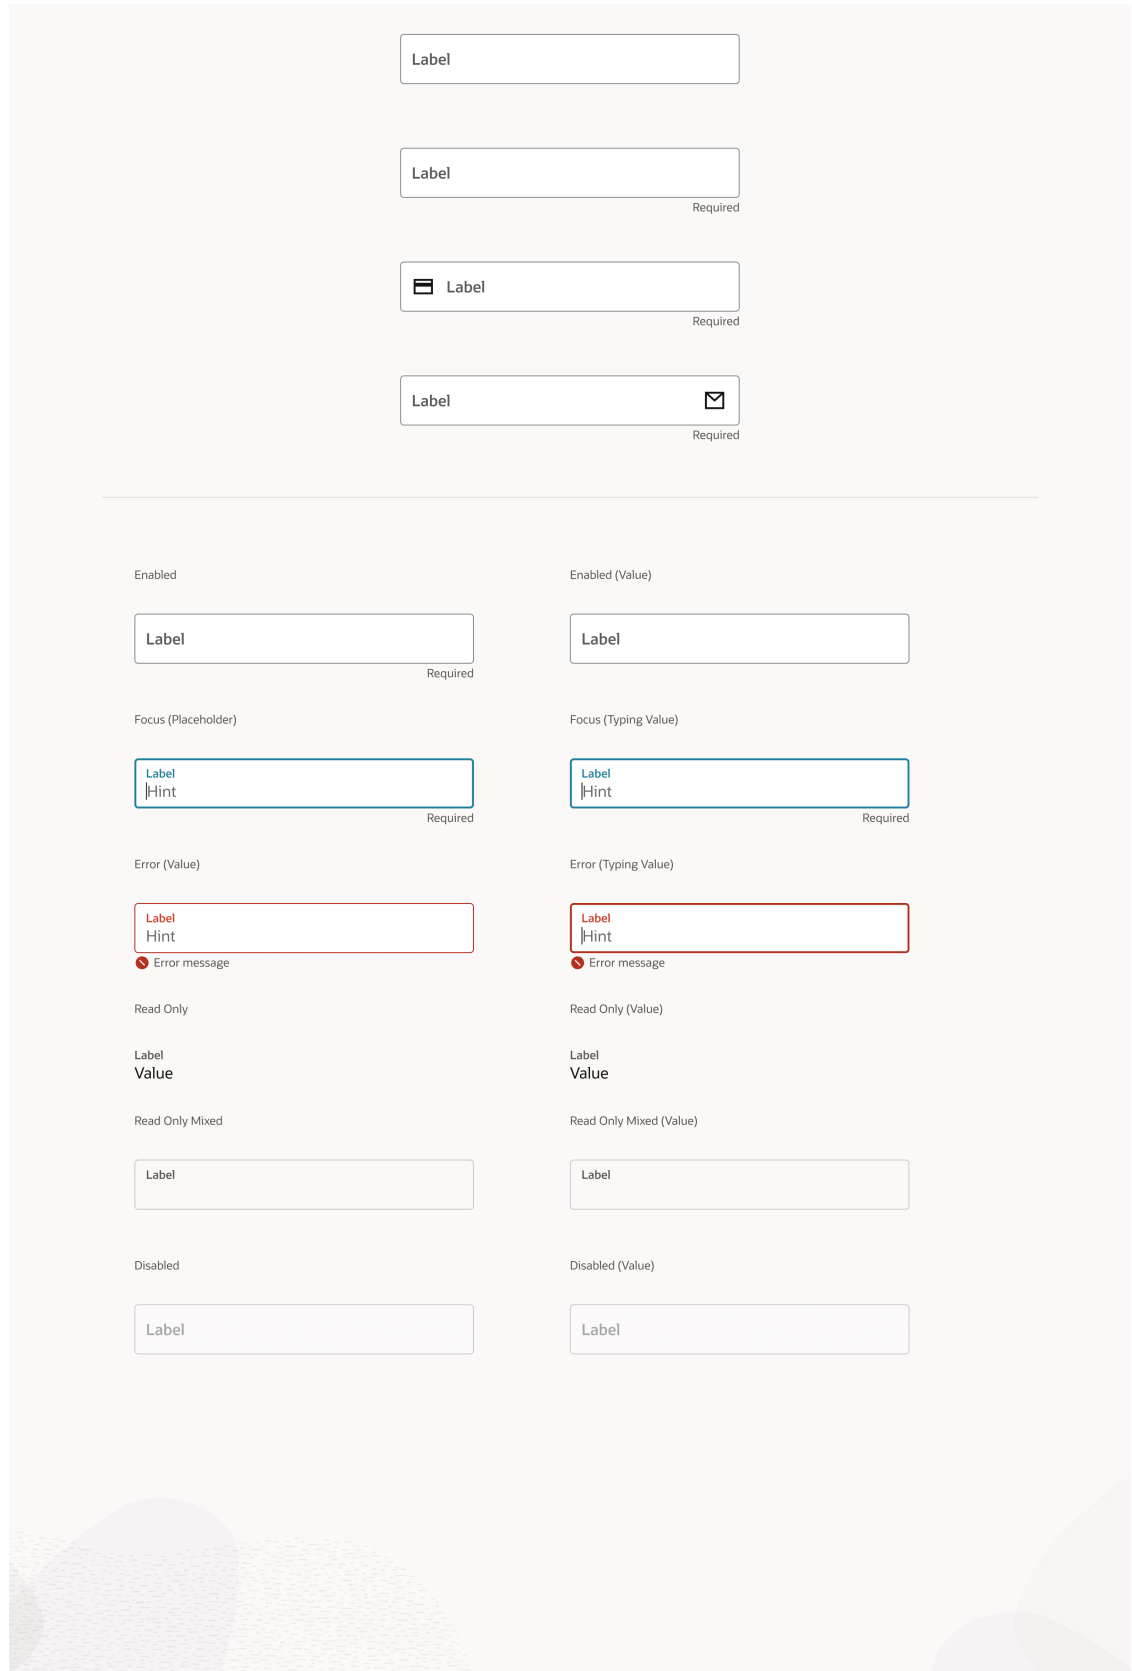 Label
Label
Required
Label
Required
Label
Required
Enabled
Enabled (Value)
Label
Label
Required
Focus (Placeholder)
Focus (Typing Value)
Label
Hint
Label
Hint
Required
Required
Error (Value)
Error (Typing Value)
Label
Hint
Label
Hint
Error message
Error message
Read Only
Read Only (Value)
Label
Value
Label
Value
Read Only Mixed
Read Only Mixed (Value)
Label
Label
Disabled
Disabled (Value)
Label
Label